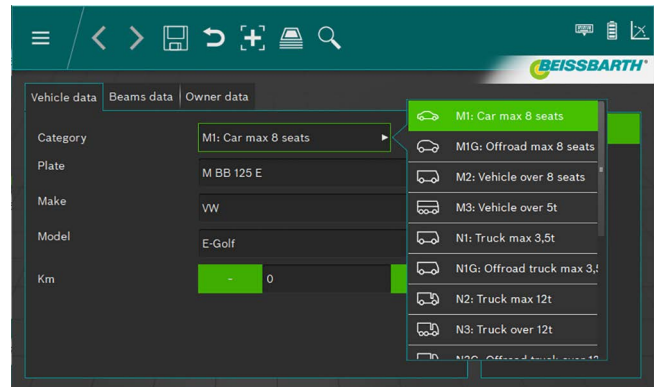 BEISSBARTH
Vehicle data Beams data Owner data
Category M1: Car max 8 seats
Plate M BB 125 E
Make VW
Model E-Golf
Km - 0
M1: Car max 8 seats
M1G: Offroad max 8 seats
M2: Vehicle over 8 seats
M3: Vehicle over 5t
N1: Truck max 3,5t
N1G: Offroad truck max 3,
N2: Truck max 12t
N3: Truck over 12t